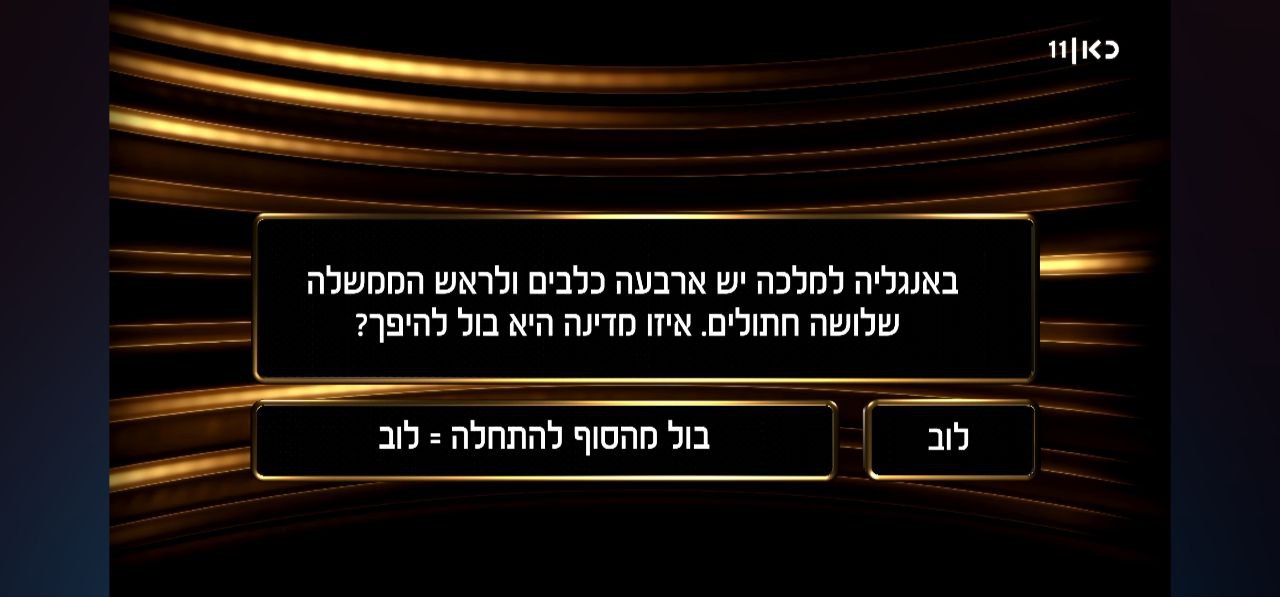 כאן|11
באנגליה למלכה יש ארבעה כלבים ולראש הממשלה
שלושה חתולים. איזו מדינה היא בול להיפך?
לוב
בול מהסוף להתחלה = לוב